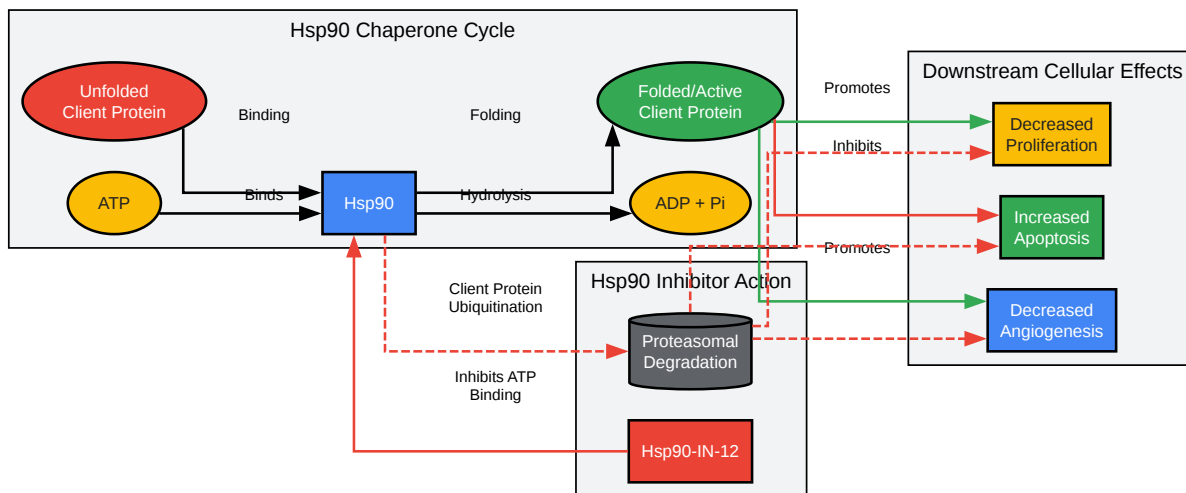 Hsp90 Chaperone Cycle
Unfolded
Client Protein
Binding
Folding
Folded/Active
Client Protein
ATP
Binds
Hsp90
Hydrolysis
ADP + Pi
Promotes
Inhibits
Promotes
Downstream Cellular Effects
Decreased
Proliferation
Increased
Apoptosis
Decreased
Angiogenesis
Client Protein
Ubiquitination
Inhibits ATP
Binding
Hsp90 Inhibitor Action
Proteasomal
Degradation
Hsp90-IN-12